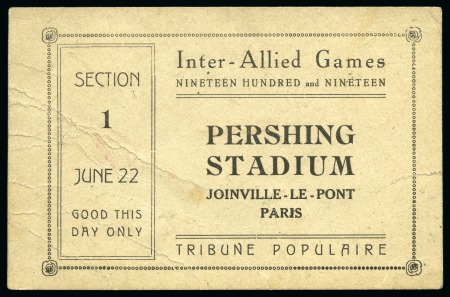 SECTION
1
JUNE 22
GOOD THIS
DAY ONLY
Inter-Allied Games
NINETEEN HUNDRED and NINETEEN
PERSHING
STADIUM
JOINVILLE-LE-PONT
PARIS
TRIBUNE POPULAIRE